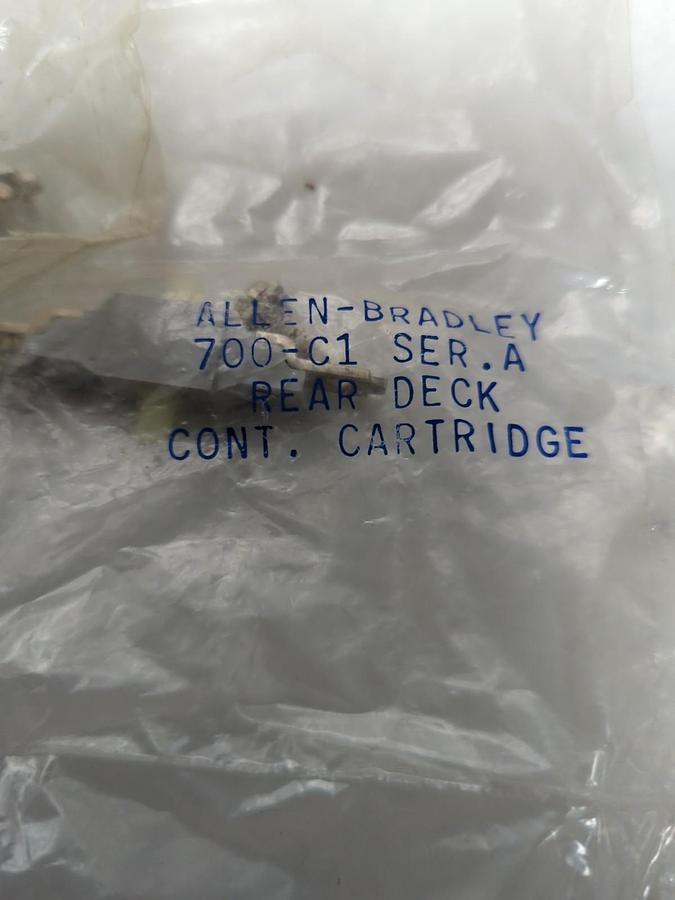 ALLEN-BRADLEY
700-C1 SER.A
REAR DECK
CONT. CARTRIDGE